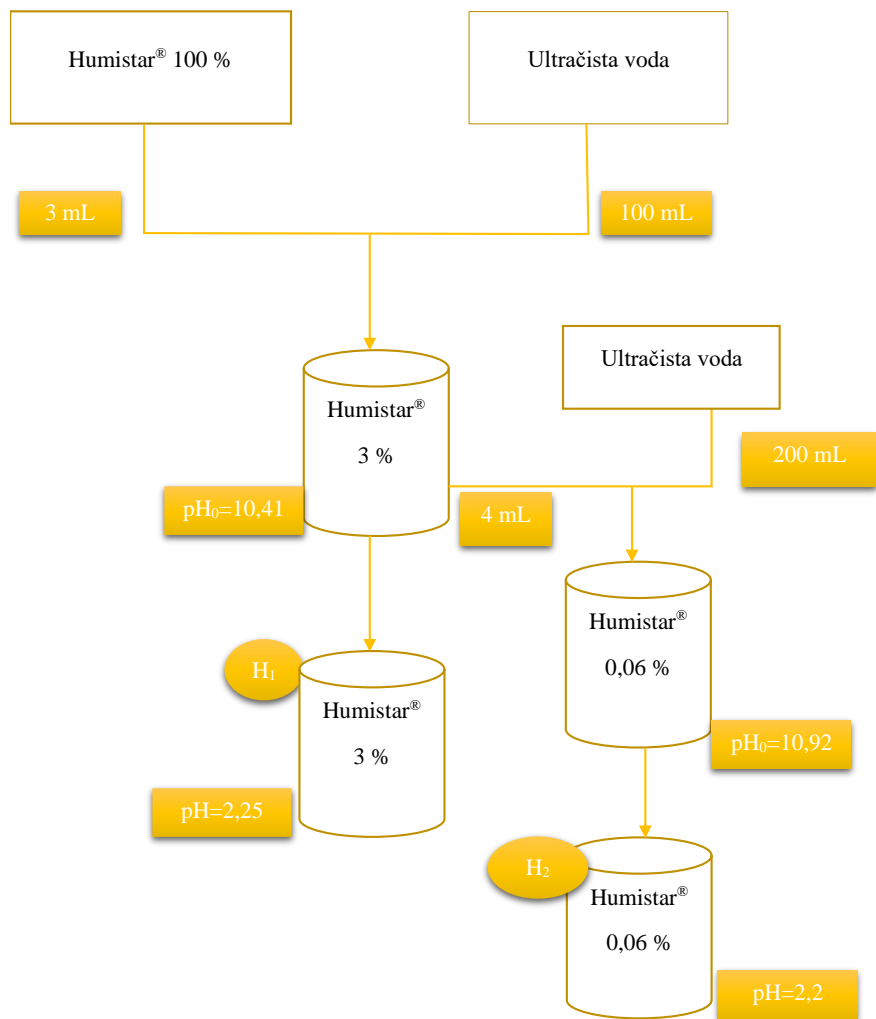 Humistar® 100 %
Ultračista voda
3 mL
100 mL
Ultračista voda
Humistar®
3 %
200 mL
pH₀=10,41
4 mL
Humistar®
0,06 %
H₁
Humistar®
3 %
pH₀=10,92
pH=2,25
H₂
Humistar®
0,06 %
pH=2,2